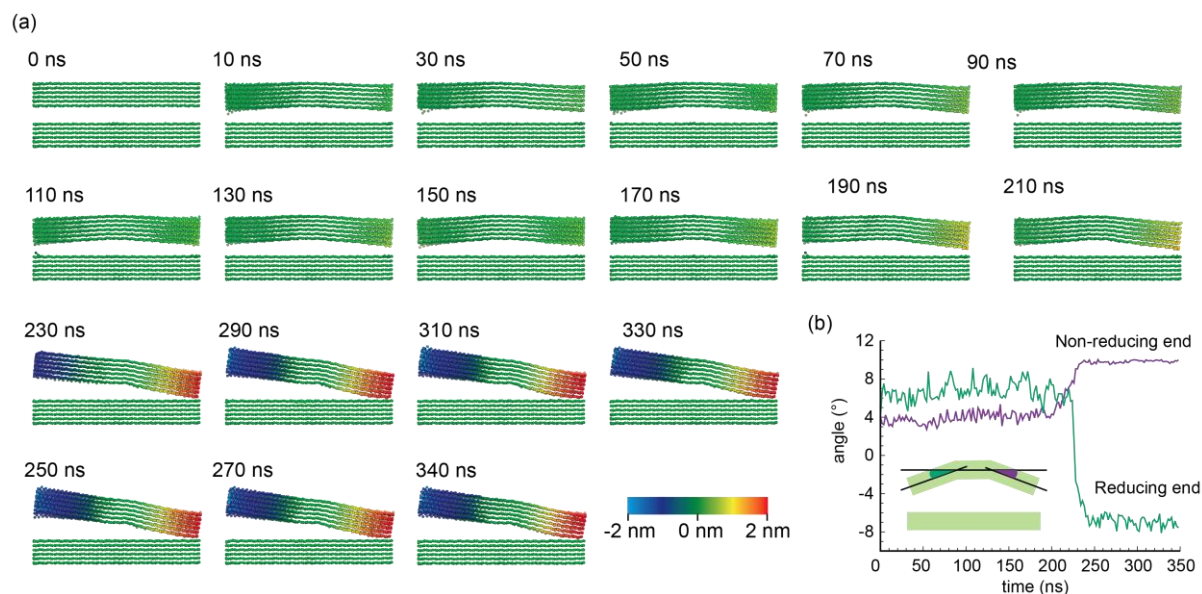 (a)
0 ns
10 ns
30 ns
50 ns
70 ns
90 ns
110 ns
130 ns
150 ns
170 ns
190 ns
210 ns
230 ns
290 ns
310 ns
330 ns
250 ns
270 ns
340 ns
-2 nm
0 nm
2 nm
(b)
12
8
4
0
-4
-8
angle (°)
Non-reducing end
Reducing end
0
50
100
150
200
250
300
350
time (ns)